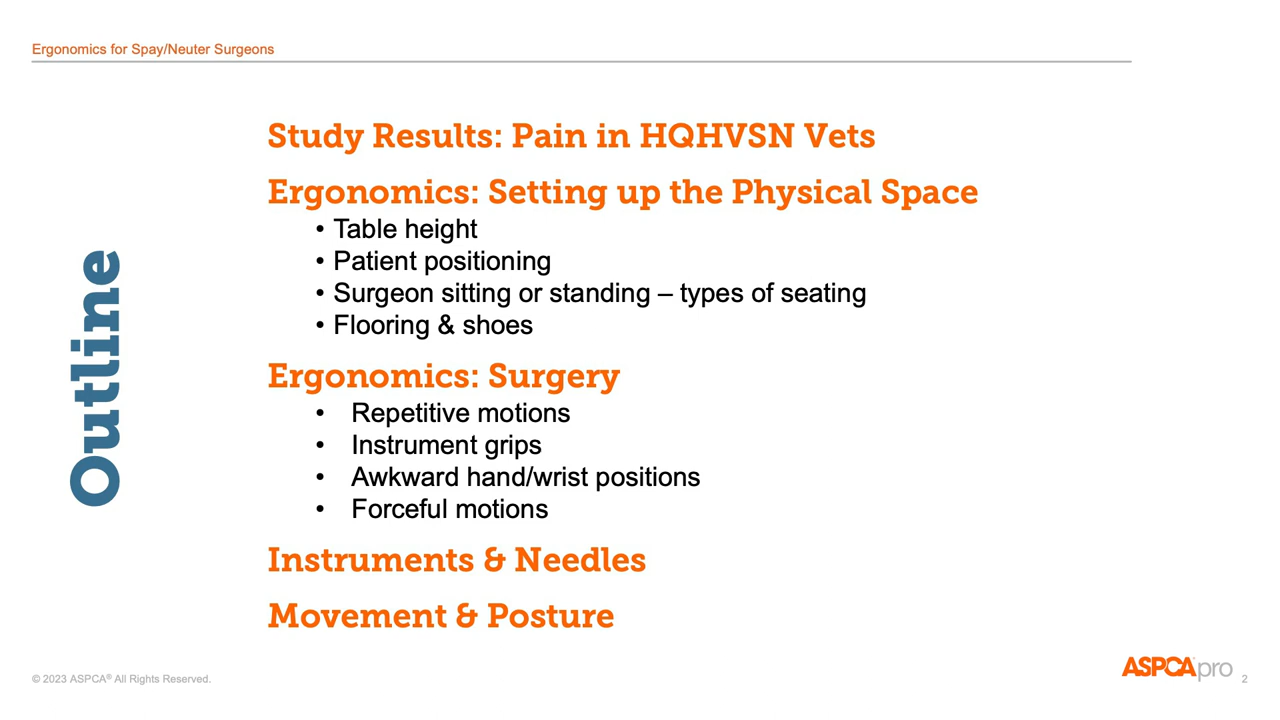 Ergonomics for Spay/Neuter Surgeons
Outline
Study Results: Pain in HQHVSN Vets
Ergonomics: Setting up the Physical Space
• Table height
• Patient positioning
• Surgeon sitting or standing – types of seating
• Flooring & shoes
Ergonomics: Surgery
• Repetitive motions
• Instrument grips
• Awkward hand/wrist positions
• Forceful motions
Instruments & Needles
Movement & Posture
© 2023 ASPCA® All Rights Reserved.
ASPCA®pro
2